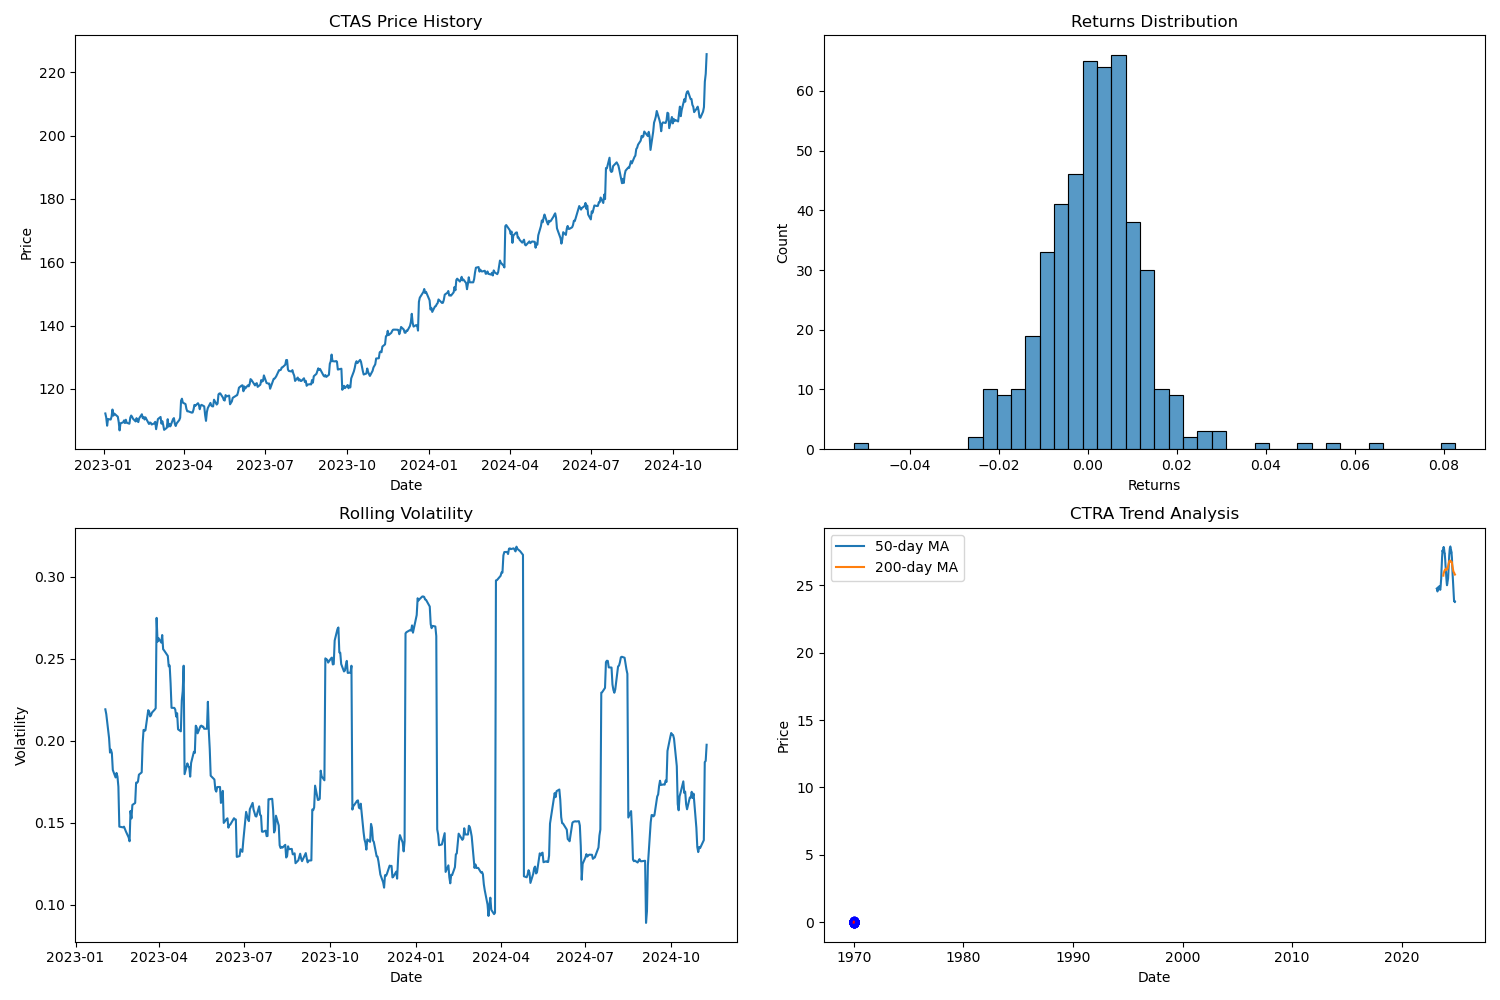 CTAS Price History
220
200
180
160
140
120
Price
2023-01 2023-04 2023-07 2023-10 2024-01 2024-04 2024-07 2024-10
Date
Returns Distribution
60
50
40
30
20
10
0
Count
−0.04 −0.02 0.00 0.02 0.04 0.06 0.08
Returns
Rolling Volatility
0.30
0.25
0.20
0.15
0.10
Volatility
2023-01 2023-04 2023-07 2023-10 2024-01 2024-04 2024-07 2024-10
Date
CTRA Trend Analysis
50-day MA
200-day MA
25
20
15
10
5
0
Price
1970 1980 1990 2000 2010 2020
Date